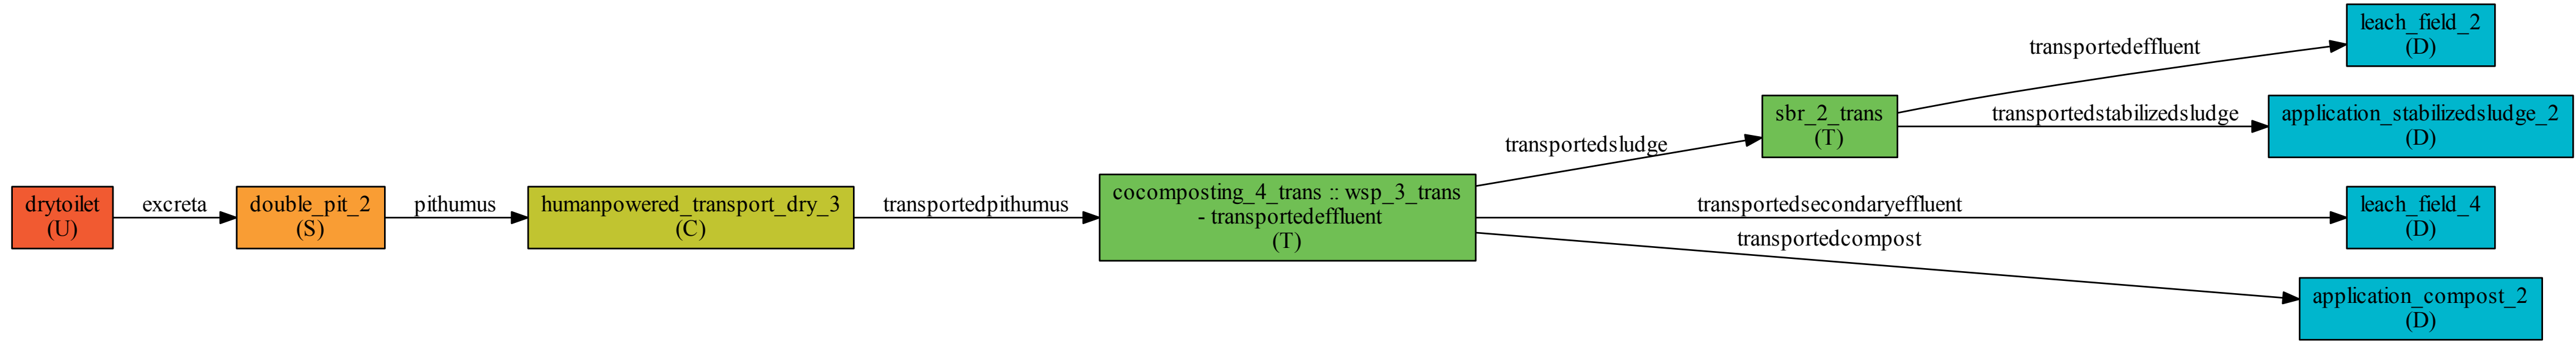 drytoilet
(U)
excreta
double_pit_2
(S)
pithumus
humanpowered_transport_dry_3
(C)
transportedpithumus
cocomposting_4_trans :: wsp_3_trans
- transportedeffluent
(T)
transportedsludge
sbr_2_trans
(T)
transportedeffluent
leach_field_2
(D)
transportedstabilizedsludge
application_stabilizedsludge_2
(D)
transportedsecondaryeffluent
leach_field_4
(D)
transportedcompost
application_compost_2
(D)